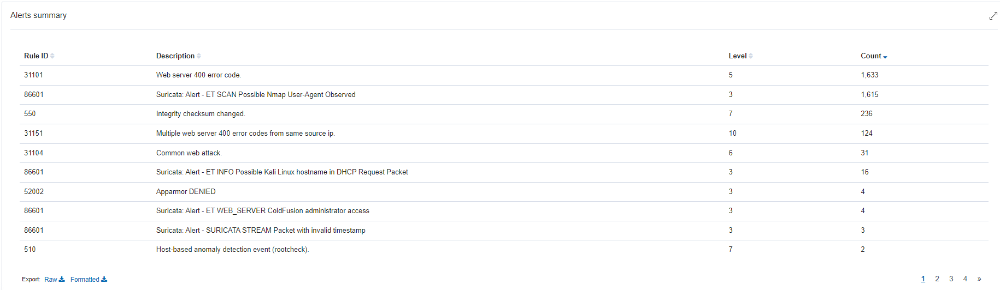 Alerts summary
Rule ID Description Level Count
31101 Web server 400 error code. 5 1,633
86601 Suricata: Alert - ET SCAN Possible Nmap User-Agent Observed 3 1,615
550 Integrity checksum changed. 7 236
31151 Multiple web server 400 error codes from same source ip. 10 124
31104 Common web attack. 6 31
86601 Suricata: Alert - ET INFO Possible Kali Linux hostname in DHCP Request Packet 3 16
52002 Apparmor DENIED 3 4
86601 Suricata: Alert - ET WEB_SERVER ColdFusion administrator access 3 4
86601 Suricata: Alert - SURICATA STREAM Packet with invalid timestamp 3 3
510 Host-based anomaly detection event (rootcheck). 7 2
Export: Raw Formatted 1 2 3 4 »